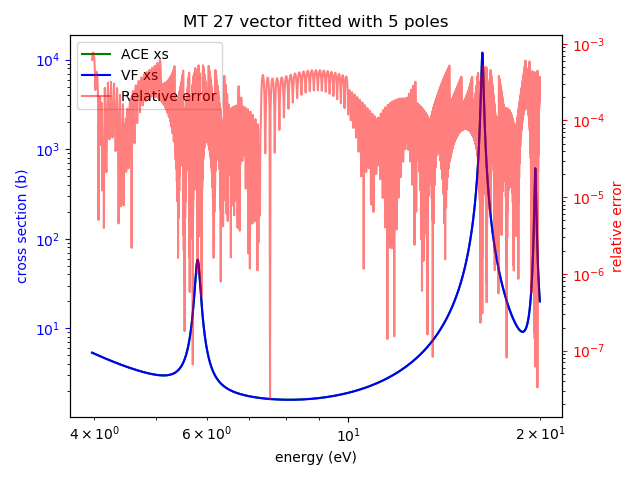 MT 27 vector fitted with 5 poles
ACE xs
VF xs
Relative error
10⁴
10³
10²
10¹
cross section (b)
10⁻³
10⁻⁴
10⁻⁵
10⁻⁶
10⁻⁷
relative error
4 × 10⁰ 6 × 10⁰ 10¹ 2 × 10¹
energy (eV)